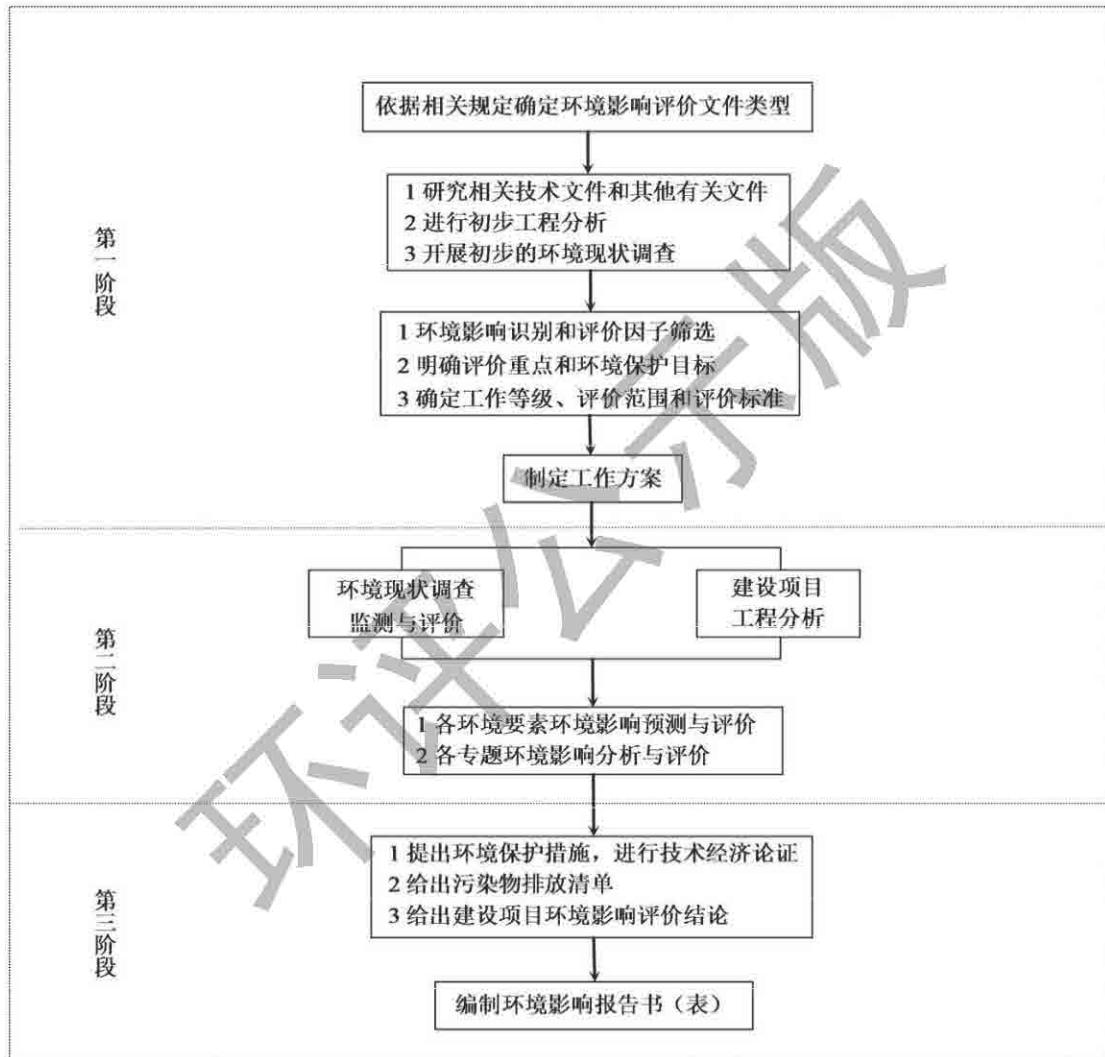 依据相关规定确定环境影响评价文件类型
1 研究相关技术文件和其他有关文件
2 进行初步工程分析
3 开展初步的环境现状调查
第一阶段
1 环境影响识别和评价因子筛选
2 明确评价重点和环境保护目标
3 确定工作等级、评价范围和评价标准
制定工作方案
环境现状调查
监测与评价
建设项目
工程分析
第二阶段
1 各环境要素环境影响预测与评价
2 各专题环境影响分析与评价
1 提出环境保护措施，进行技术经济论证
2 给出污染物排放清单
3 给出建设项目环境影响评价结论
第三阶段
编制环境影响报告书（表）
环评公示版